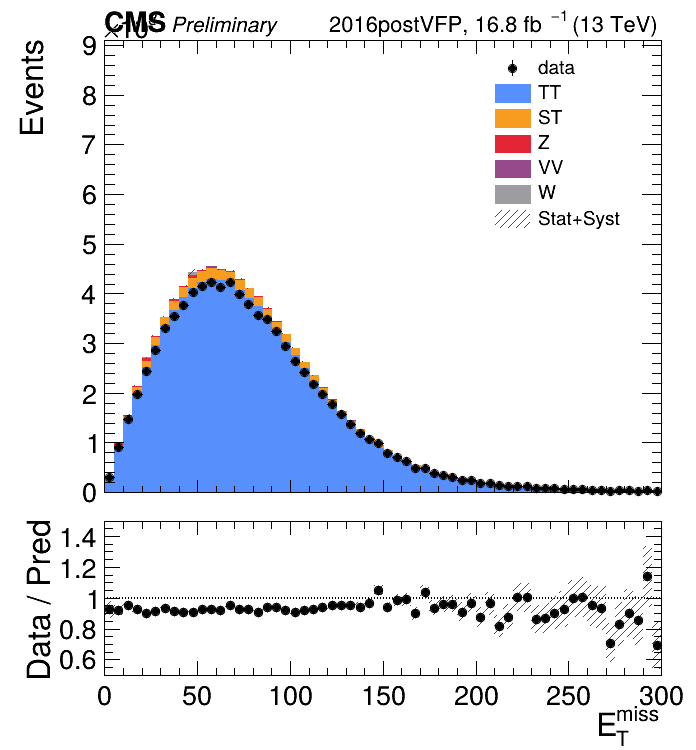 CMS Preliminary 2016postVFP, 16.8 fb⁻¹ (13 TeV)
Events
9
8
7
6
5
4
3
2
1
0
data
TT
ST
Z
VV
W
Stat+Syst
Data / Pred
1.4
1.2
1
0.8
0.6
0 50 100 150 200 250 300
E_T^miss